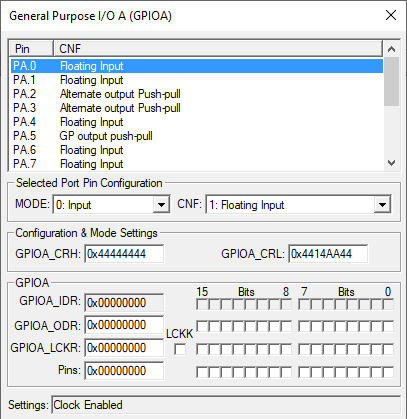 General Purpose I/O A (GPIOA)
Pin CNF
PA.0 Floating Input
PA.1 Floating Input
PA.2 Alternate output Push-pull
PA.3 Alternate output Push-pull
PA.4 Floating Input
PA.5 GP output push-pull
PA.6 Floating Input
PA.7 Floating Input
Selected Port Pin Configuration
MODE: 0: Input CNF: 1: Floating Input
Configuration & Mode Settings
GPIOA_CRH: 0x44444444 GPIOA_CRL: 0x4414AA44
GPIOA
15 Bits 8 7 Bits 0
GPIOA_IDR: 0x00000000
GPIOA_ODR: 0x00000000
LCKK
GPIOA_LCKR: 0x00000000
Pins: 0x00000000
Settings: Clock Enabled